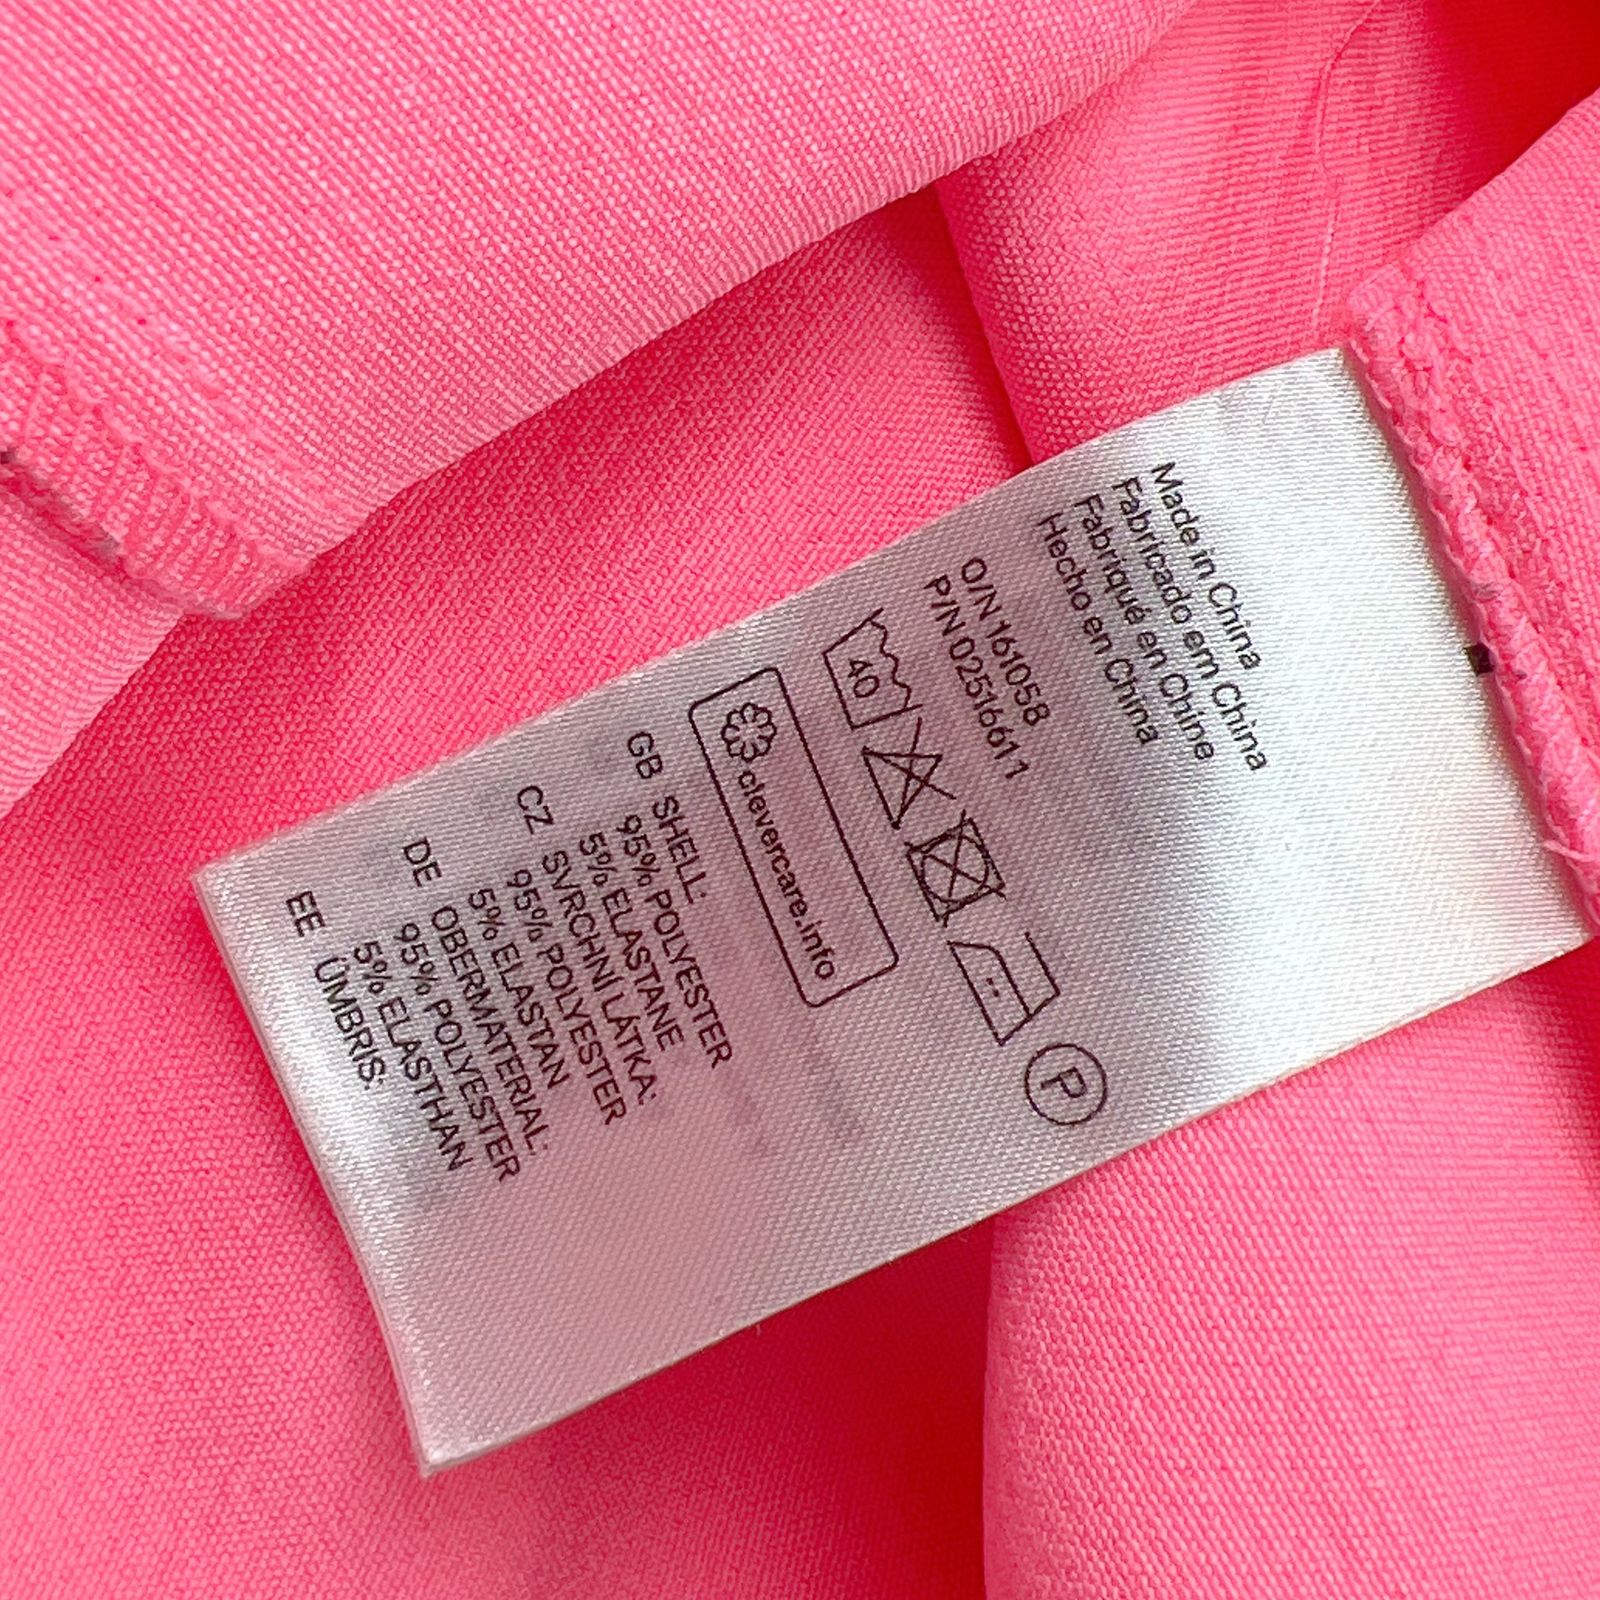 Made in China
Fabricado em China
Fabriqué en Chine
Hecho en China
O/N 161058
P/N 02516611
40
P
clevercare.info
GB SHELL:
95% POLYESTER
5% ELASTANE
CZ SVRCHNÍ LÁTKA:
95% POLYESTER
5% ELASTAN
DE OBERMATERIAL:
95% POLYESTER
5% ELASTHAN
EE ÜMBRIS: